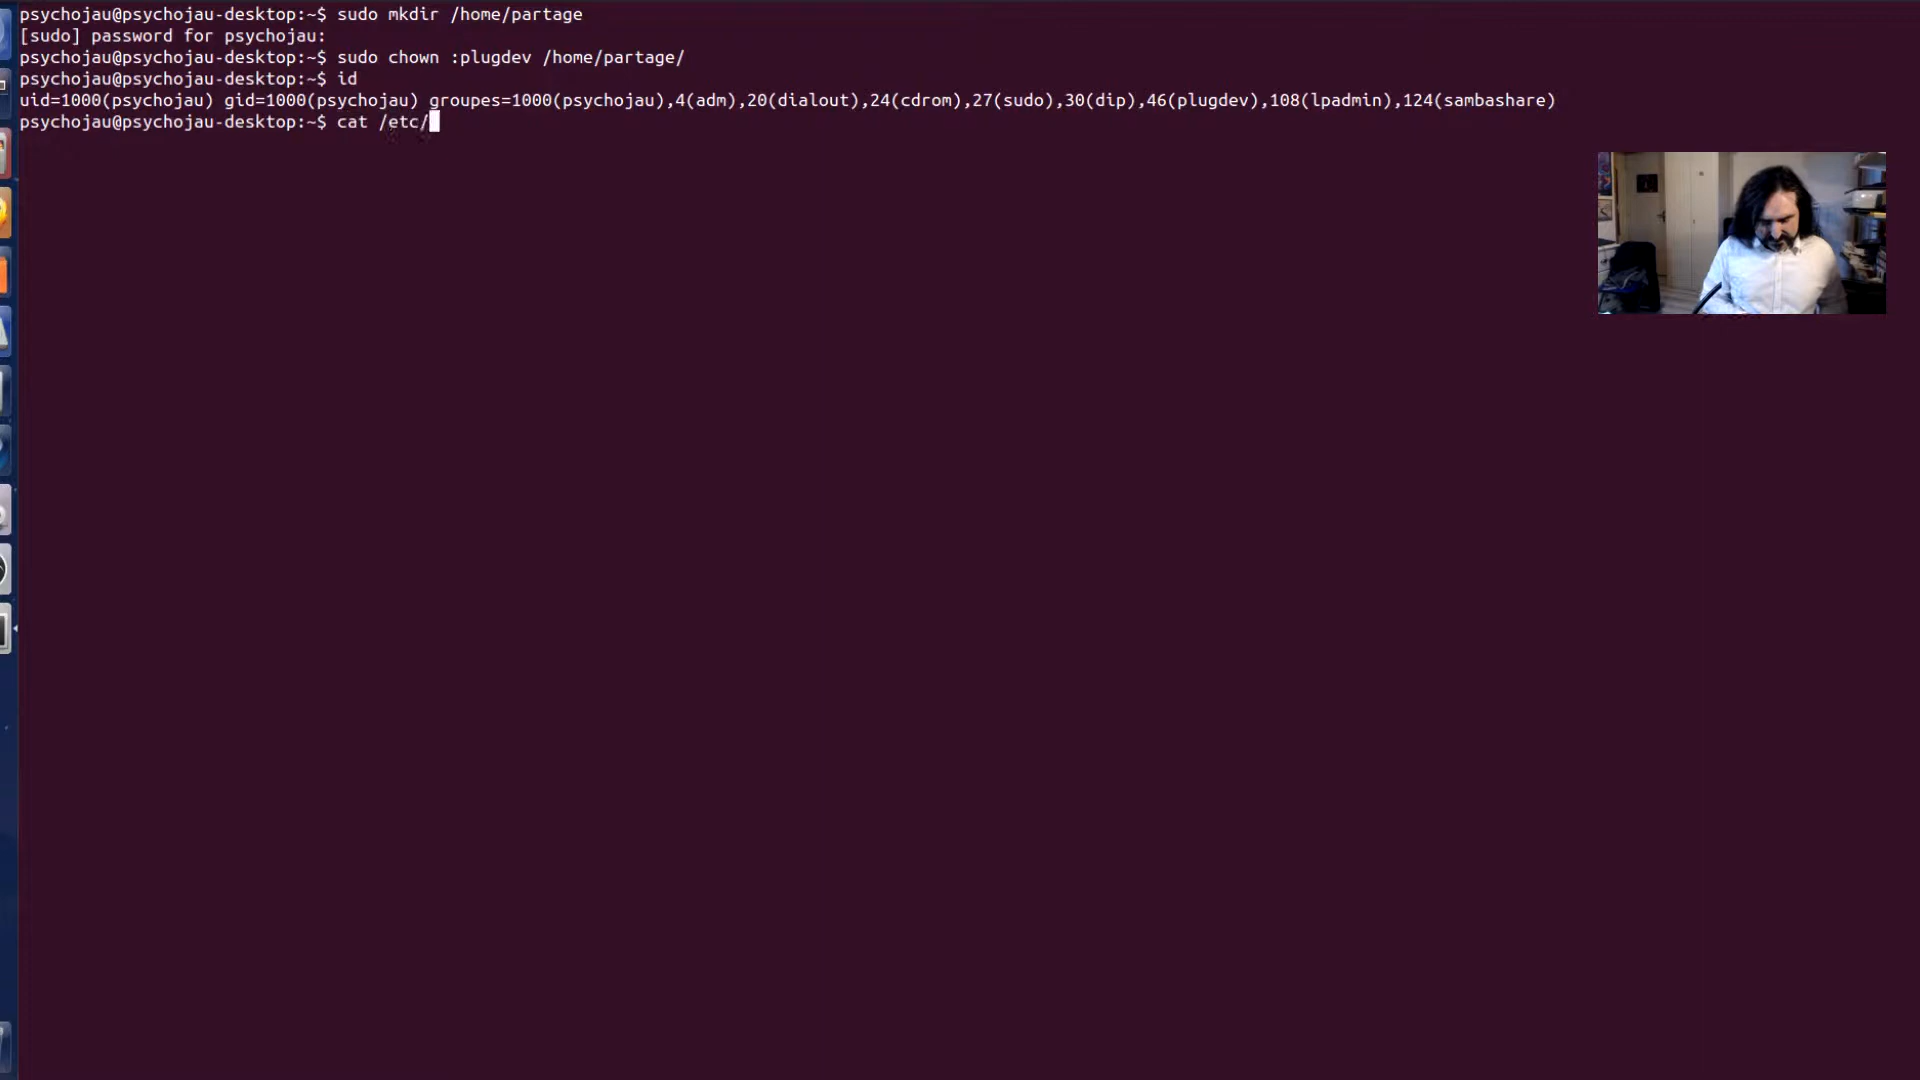 psychojau@psychojau-desktop:~$ sudo mkdir /home/partage
[sudo] password for psychojau:
psychojau@psychojau-desktop:~$ sudo chown :plugdev /home/partage/
psychojau@psychojau-desktop:~$ id
uid=1000(psychojau) gid=1000(psychojau) groupes=1000(psychojau),4(adm),20(dialout),24(cdrom),27(sudo),30(dip),46(plugdev),108(lpadmin),124(sambashare)
psychojau@psychojau-desktop:~$ cat /etc/